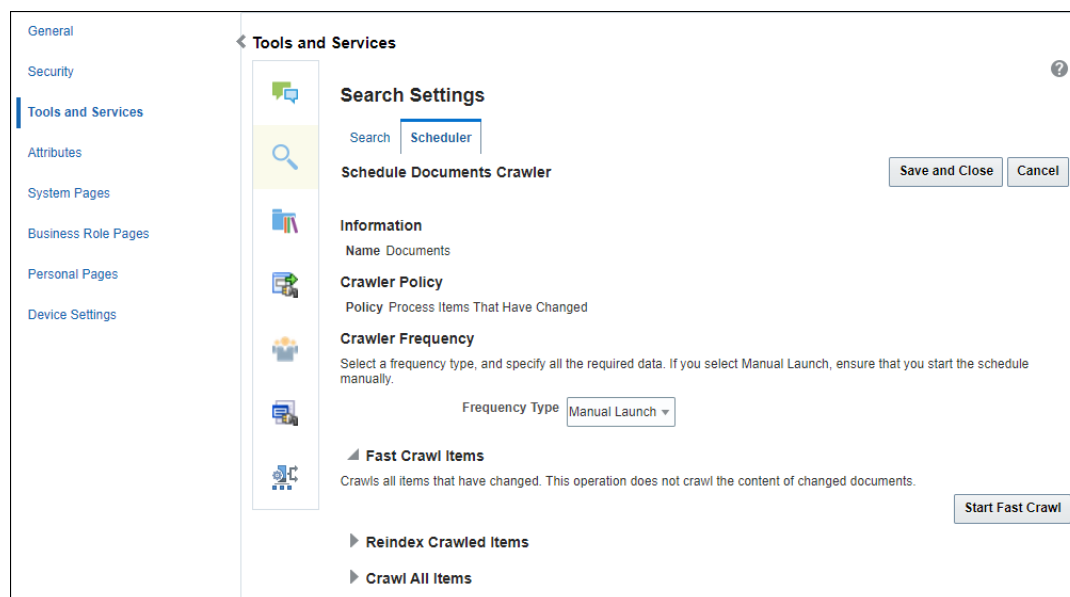 General
Security
Tools and Services
Attributes
System Pages
Business Role Pages
Personal Pages
Device Settings
Tools and Services
?
Search Settings
Search Scheduler
Schedule Documents Crawler
Save and Close Cancel
Information
Name Documents
Crawler Policy
Policy Process Items That Have Changed
Crawler Frequency
Select a frequency type, and specify all the required data. If you select Manual Launch, ensure that you start the schedule
manually.
Frequency Type Manual Launch
Fast Crawl Items
Crawls all items that have changed. This operation does not crawl the content of changed documents.
Start Fast Crawl
Reindex Crawled Items
Crawl All Items